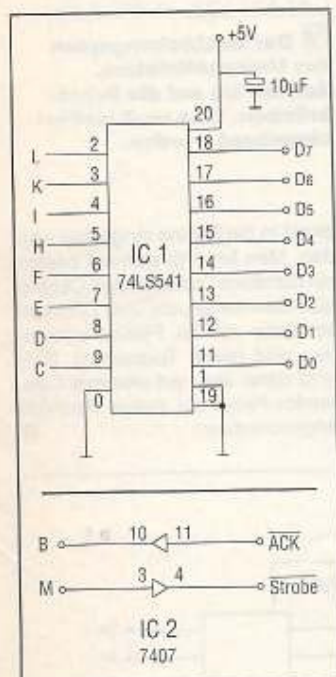 +5V
10µF
20
L 2 18 D7
K 3 17 D6
I 4 16 D5
H 5 15 D4
IC 1
74LS541
F 6 14 D3
E 7 13 D2
D 8 12 D1
C 9 11 D0
1
0 19
B 10 11 ACK
M 3 4 Strobe
IC 2
7407